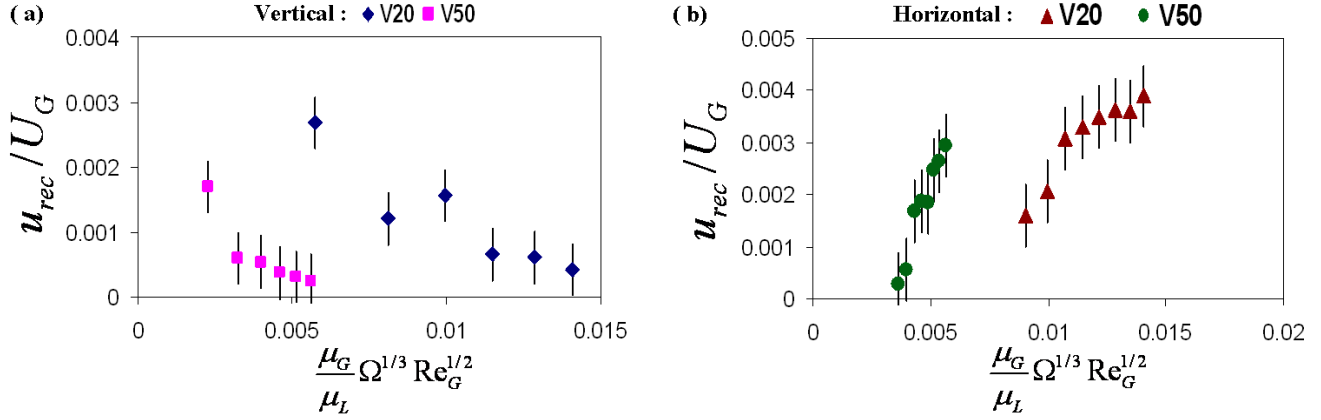 ( a) Vertical : V20 V50
0.004
0.003
0.002
0.001
0
0 0.005 0.01 0.015
u_rec / U_G
μ_G/μ_L Ω^1/3 Re_G^1/2
( b) Horizontal : V20 V50
0.005
0.004
0.003
0.002
0.001
0
0 0.005 0.01 0.015 0.02
u_rec / U_G
μ_G/μ_L Ω^1/3 Re_G^1/2